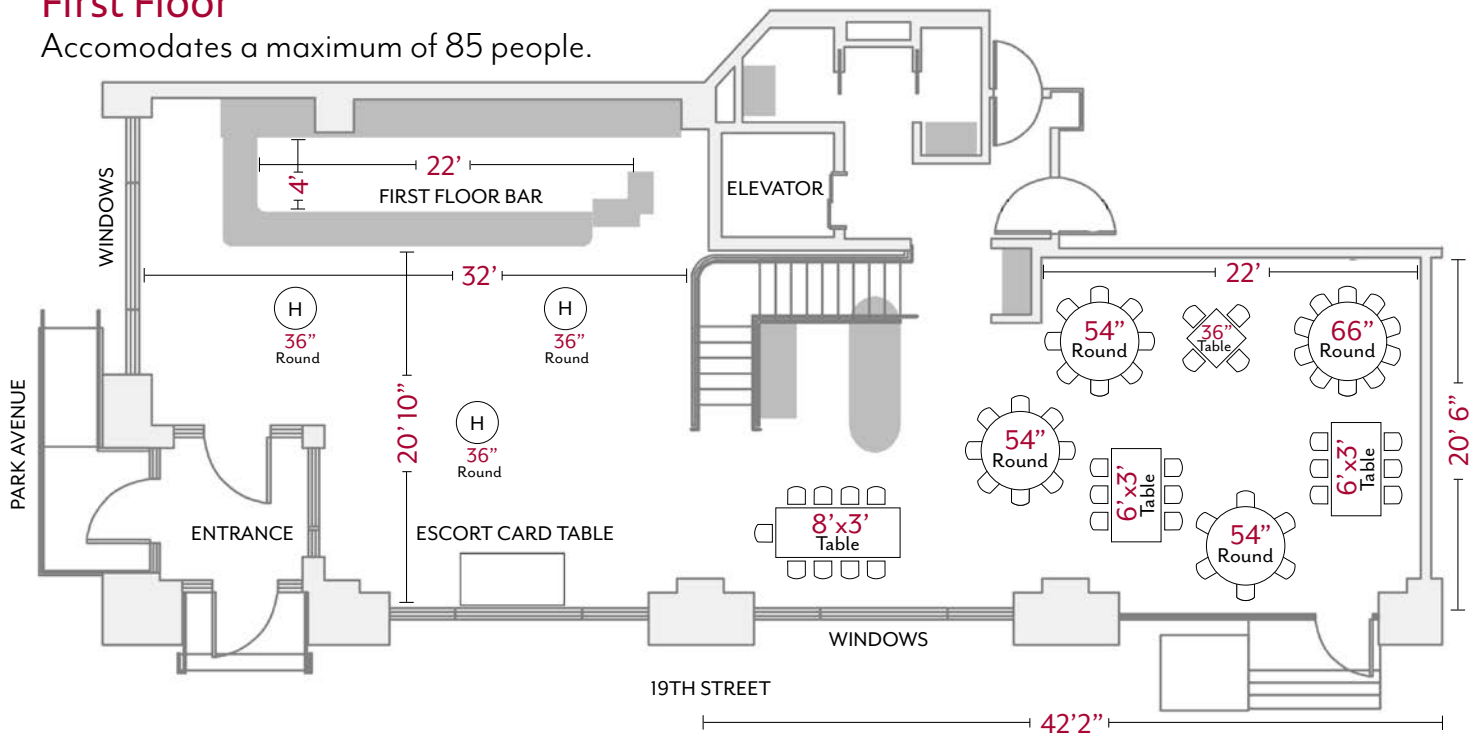 First Floor
Accomodates a maximum of 85 people.
WINDOWS
22'
4'
FIRST FLOOR BAR
ELEVATOR
32'
22'
H
36”
Round
H
36”
Round
54”
Round
36”
Table
66”
Round
PARK AVENUE
20' 10”
H
36”
Round
54”
Round
6'x3'
Table
6'x3'
Table
20' 6”
ENTRANCE
ESCORT CARD TABLE
8'x3'
Table
54”
Round
WINDOWS
19TH STREET
42'2”